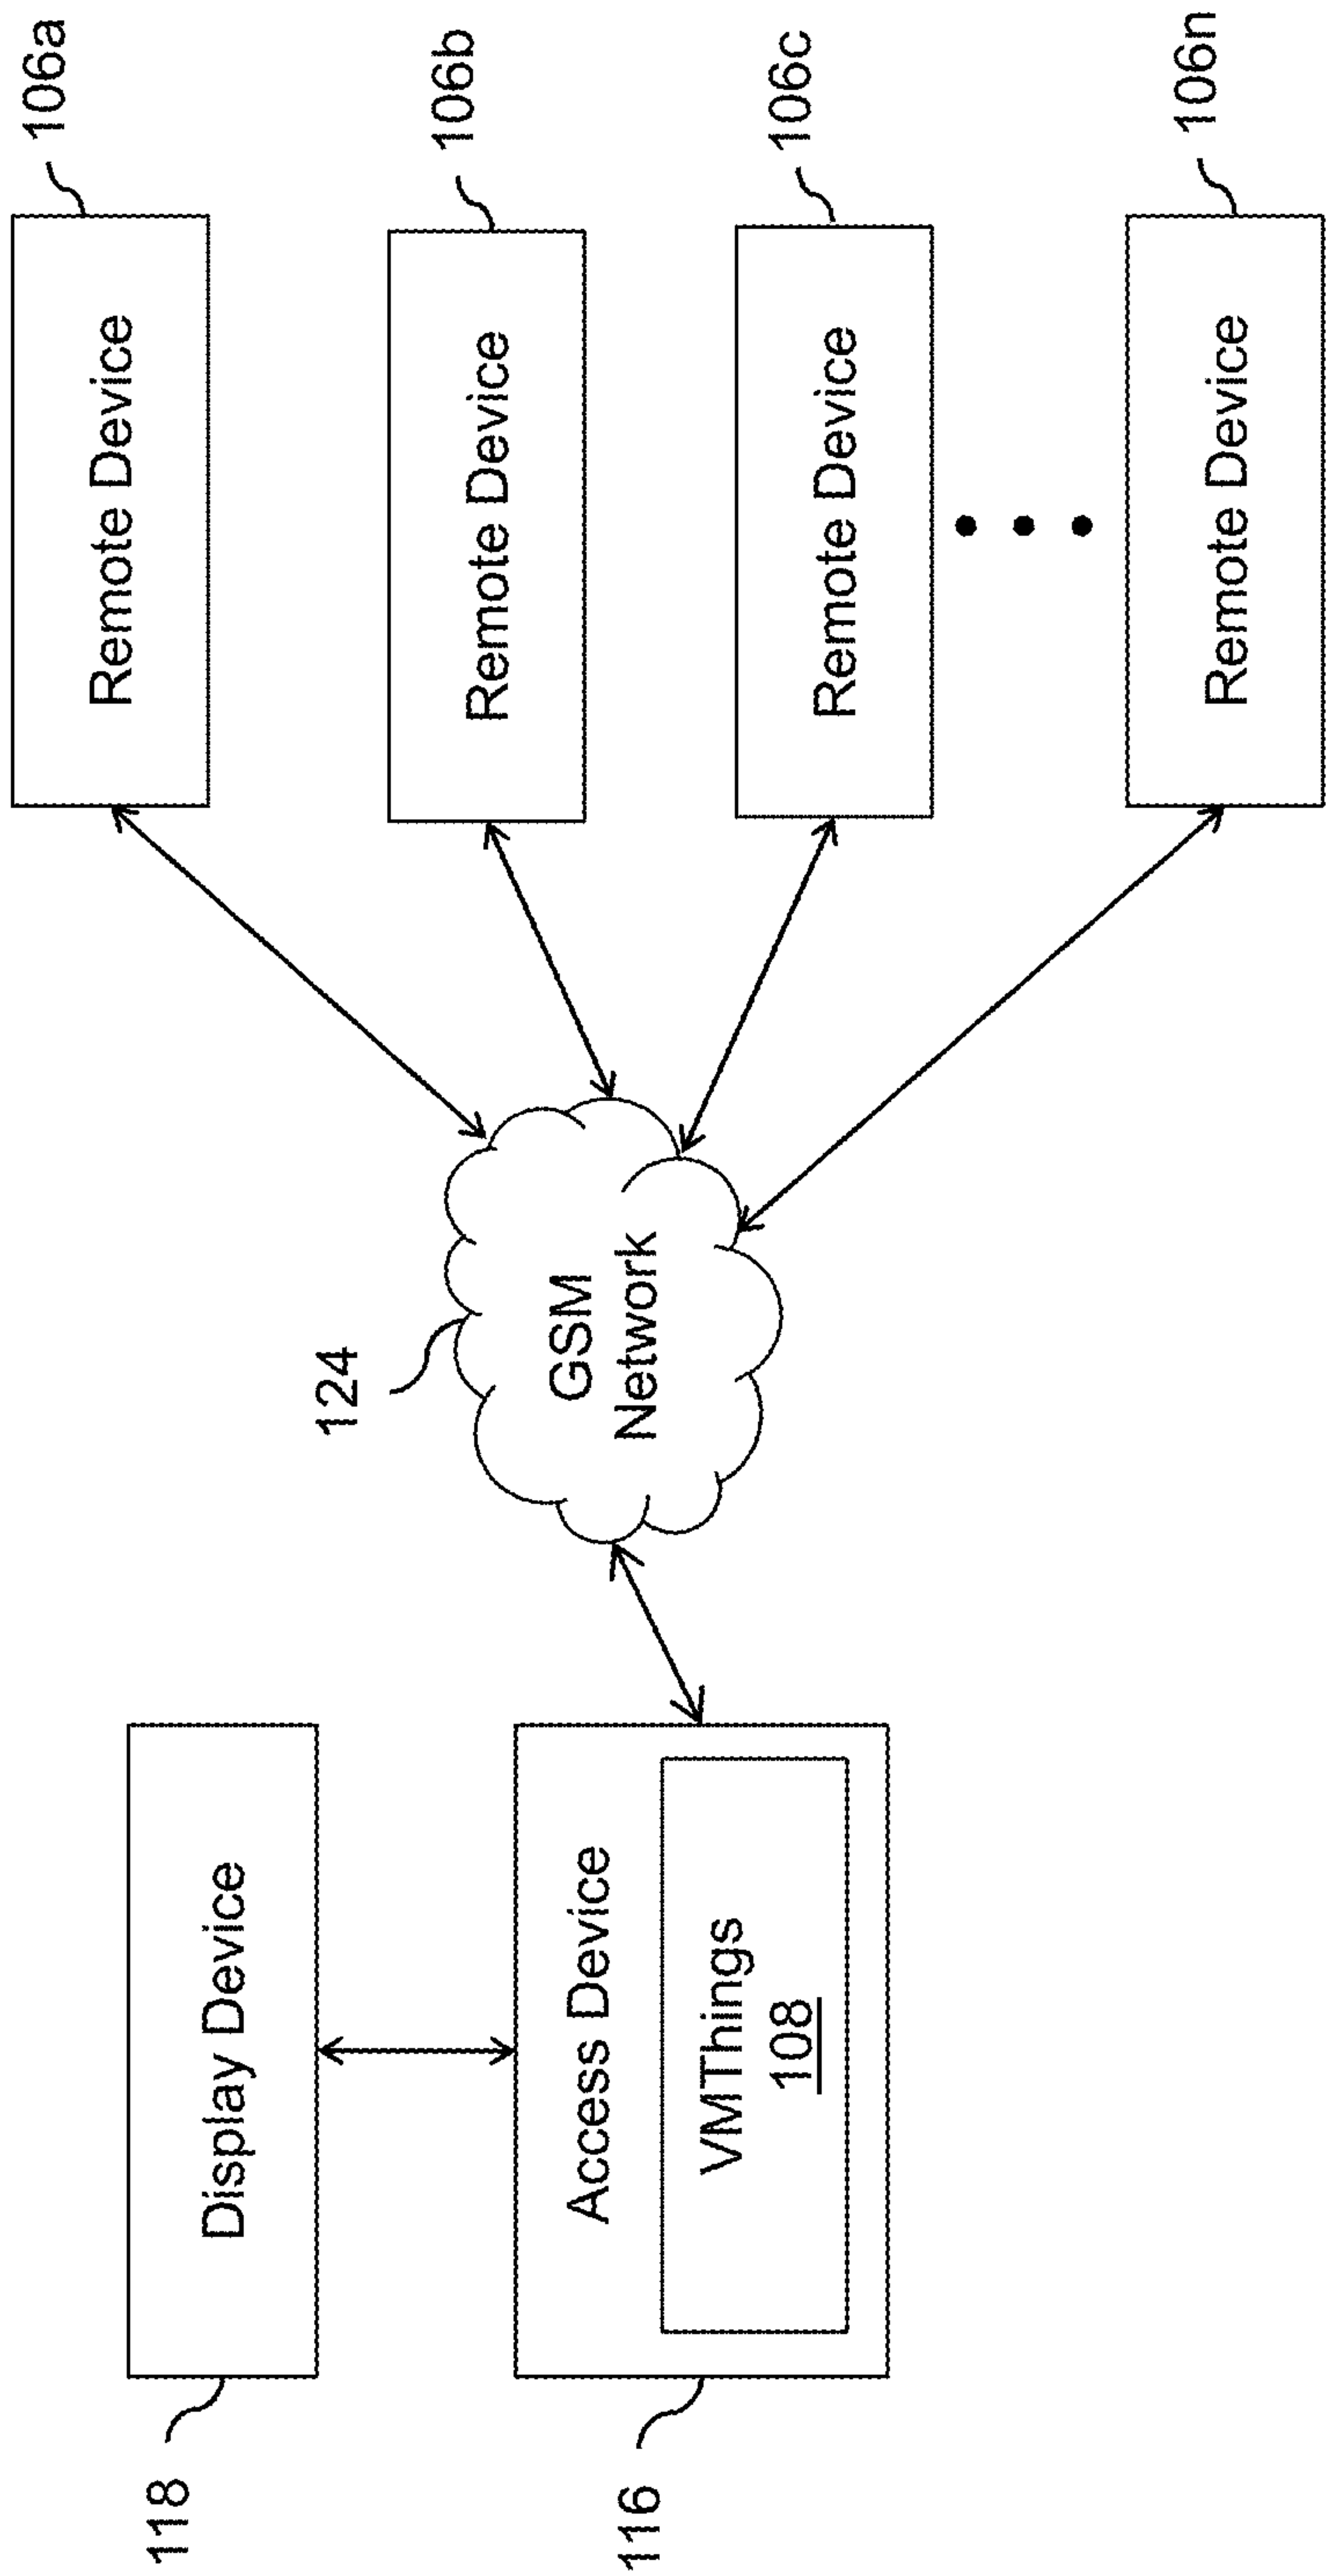 Display Device
118
Access Device
VMThings
108
116
124
GSM
Network
Remote Device
106a
Remote Device
106b
Remote Device
106c
Remote Device
106n